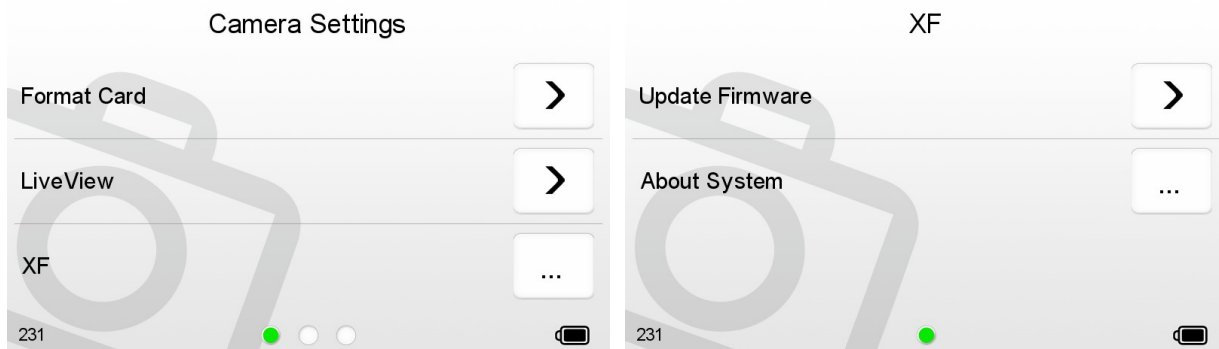 Camera Settings
Format Card
LiveView
XF
...
231
XF
Update Firmware
About System
...
231